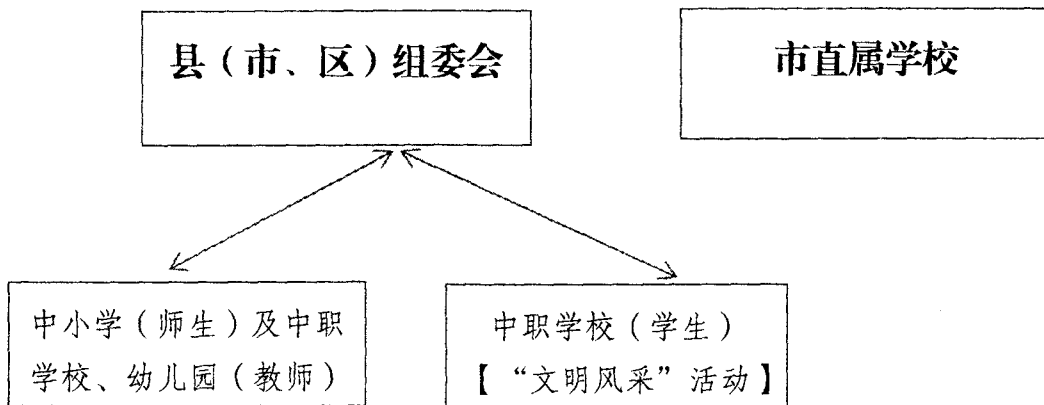 县（市、区）组委会
市直属学校
中小学（师生）及中职
学校、幼儿园（教师）
中职学校（学生）
【“文明风采”活动】